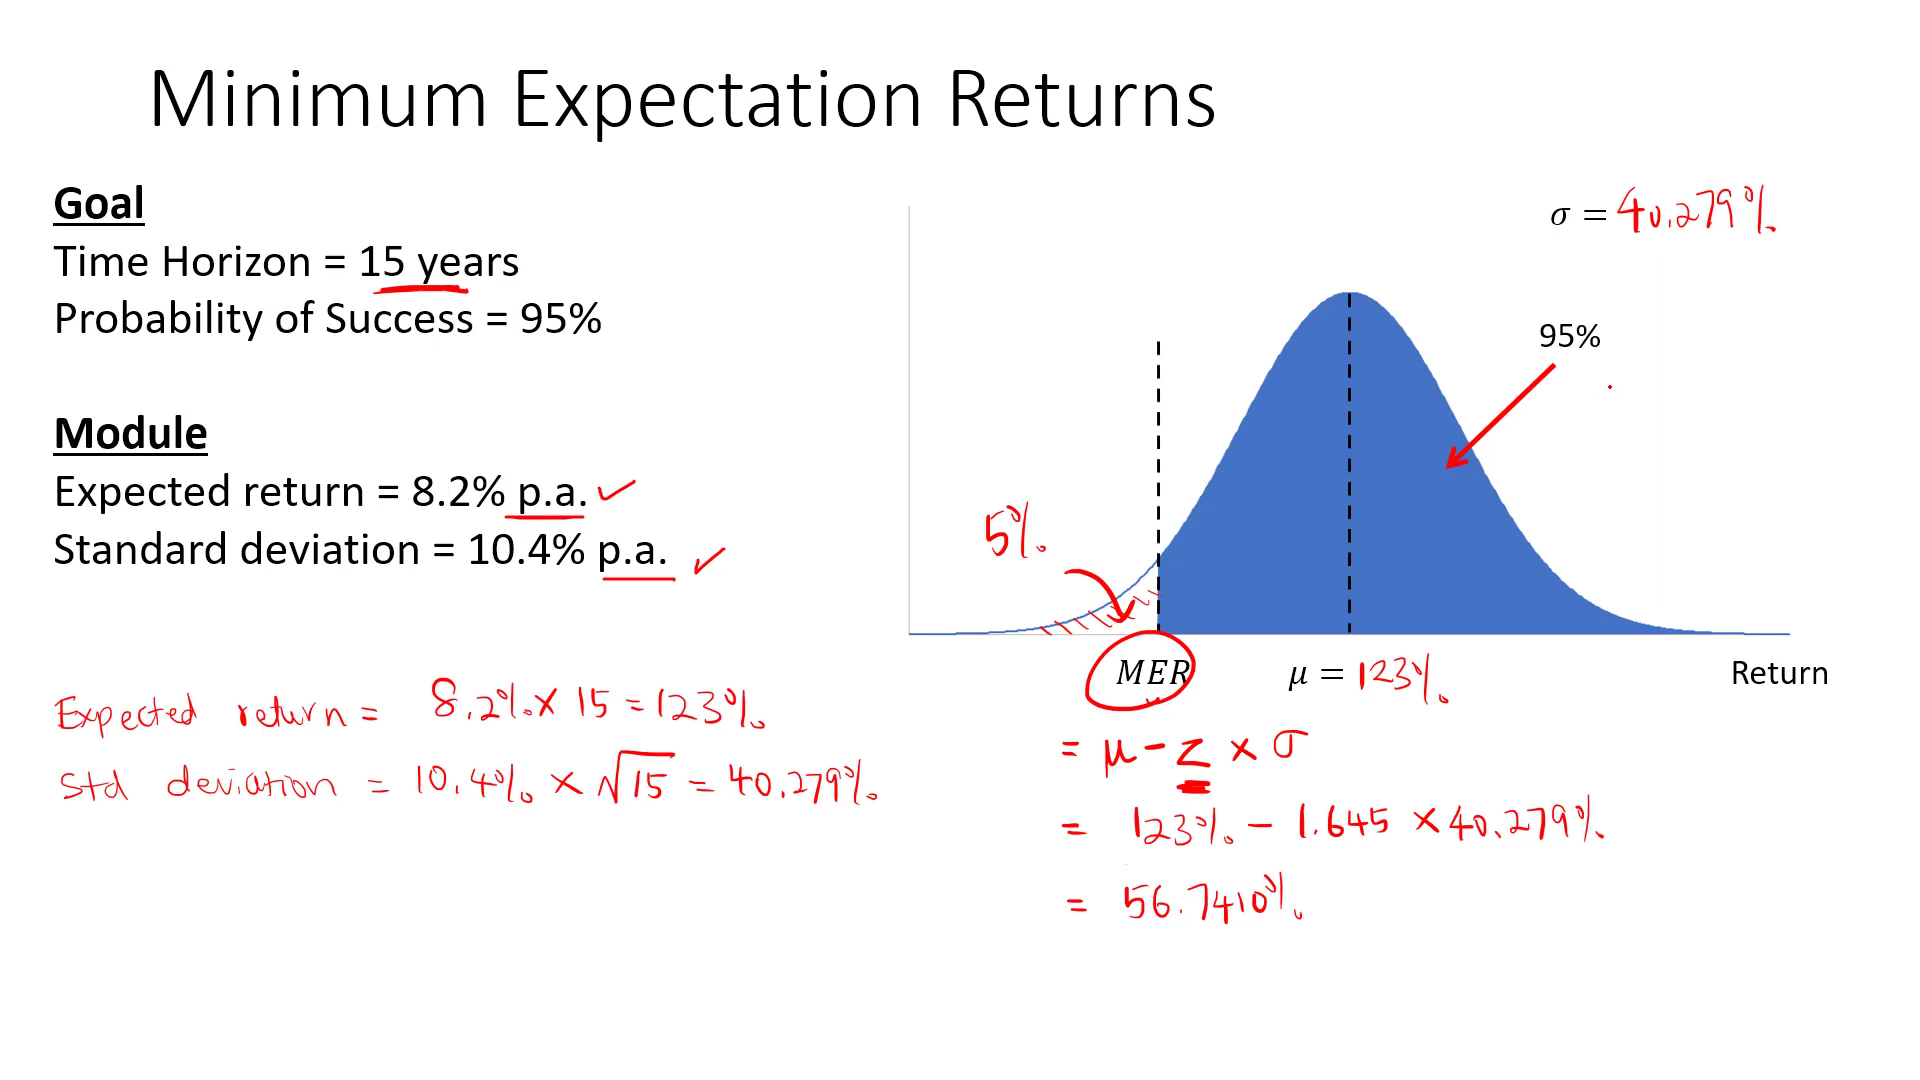 Minimum Expectation Returns
Goal
Time Horizon = 15 years
Probability of Success = 95%
Module
Expected return = 8.2% p.a.
Standard deviation = 10.4% p.a.
Expected return = 8.2% × 15 = 123%
Std deviation = 10.4% × √15 = 40.279%
σ = 40.279%
95%
5%
MER
μ = 123%
Return
= μ - z × σ
= 123% - 1.645 × 40.279%
= 56.7410%